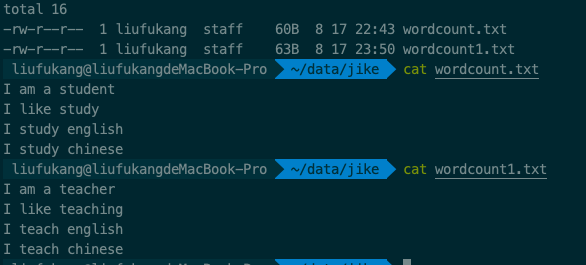 total 16
-rw-r--r--  1 liufukang  staff    60B  8 17 22:43 wordcount.txt
-rw-r--r--  1 liufukang  staff    63B  8 17 23:50 wordcount1.txt
liufukang@liufukangdeMacBook-Pro  ~/data/jike  cat wordcount.txt
I am a student
I like study
I study english
I study chinese
liufukang@liufukangdeMacBook-Pro  ~/data/jike  cat wordcount1.txt
I am a teacher
I like teaching
I teach english
I teach chinese